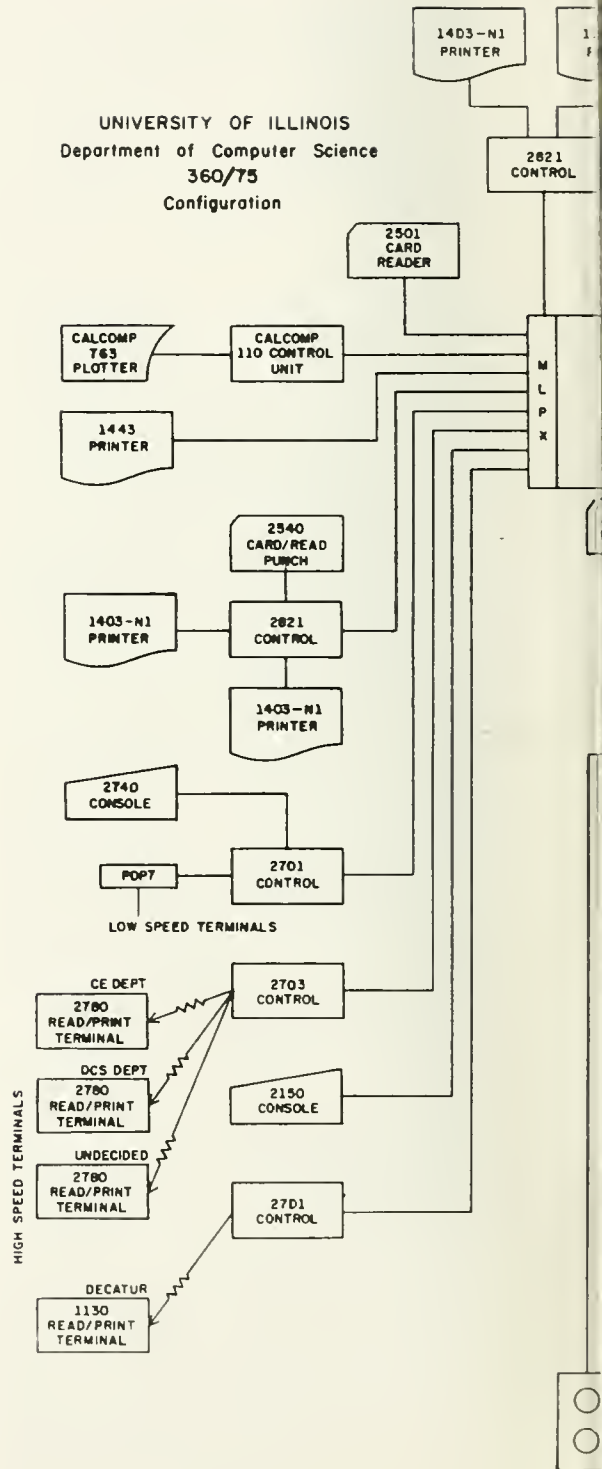 14D3-N1
PRINTER
UNIVERSITY OF ILLINOIS
Department of Computer Science
360/75
Configuration
2821
CONTROL
2501
CARD
READER
CALCOMP
763
PLOTTER
CALCOMP
110 CONTROL
UNIT
M
L
P
X
1443
PRINTER
2540
CARD/READ
PUNCH
1403-N1
PRINTER
2821
CONTROL
1403-N1
PRINTER
2740
CONSOLE
2701
CONTROL
PDP7
LOW SPEED TERMINALS
CE DEPT
2780
READ/PRINT
TERMINAL
2703
CONTROL
DCS DEPT
2780
READ/PRINT
TERMINAL
2150
CONSOLE
UNDECIDED
2780
READ/PRINT
TERMINAL
HIGH SPEED TERMINALS
27D1
CONTROL
DECATUR
1130
READ/PRINT
TERMINAL